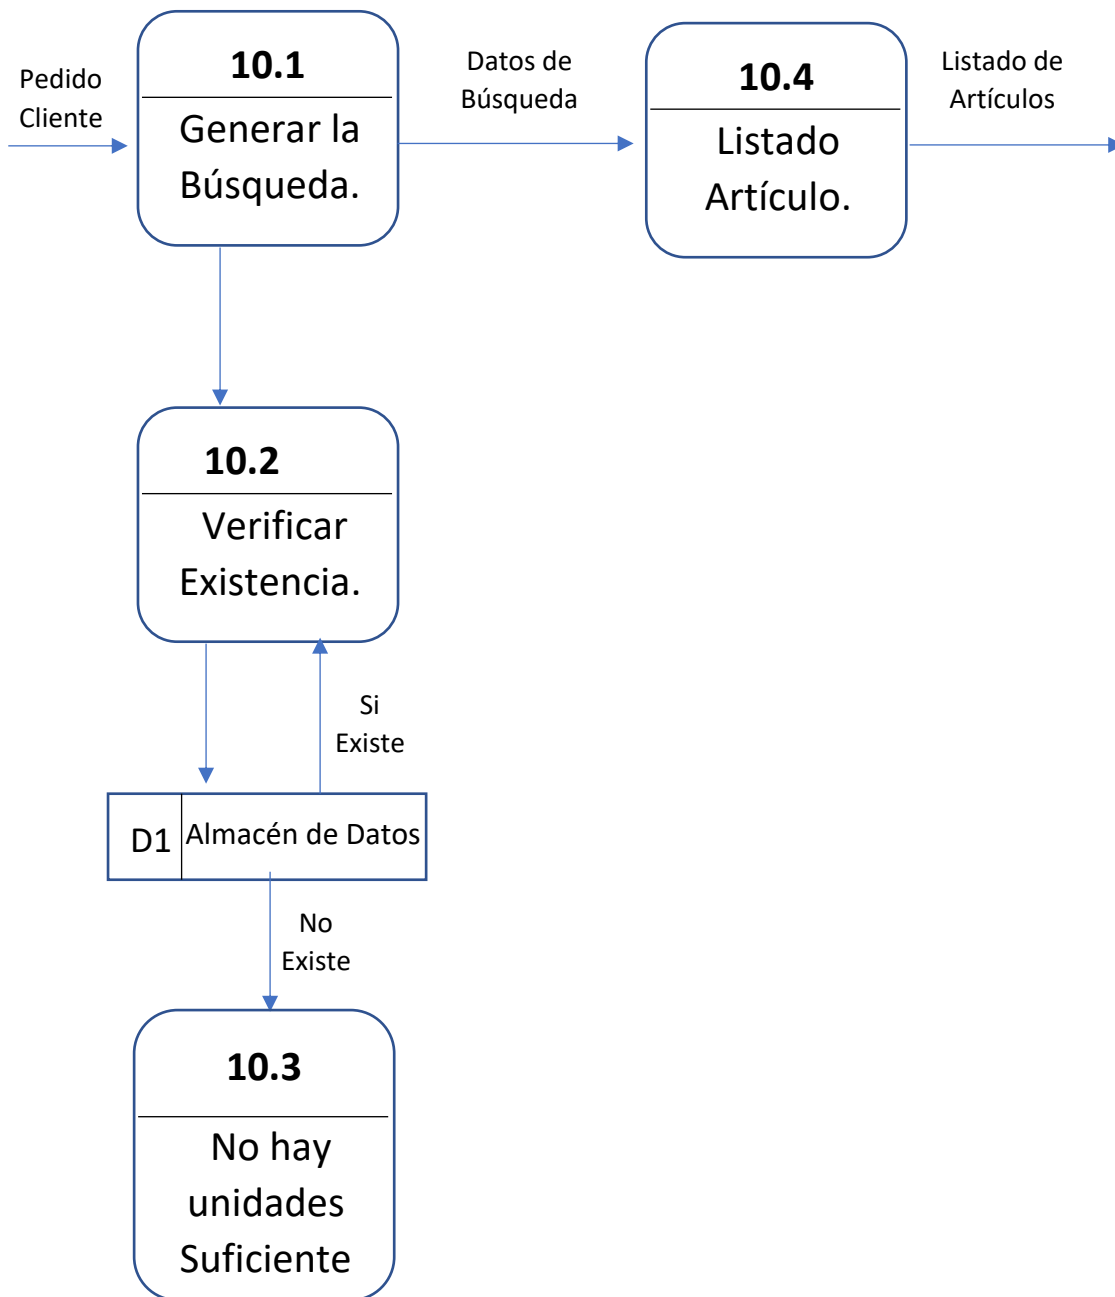 Pedido
Cliente
10.1
Generar la
Búsqueda.
Datos de
Búsqueda
10.4
Listado
Artículo.
Listado de
Artículos
10.2
Verificar
Existencia.
Si
Existe
D1
Almacén de Datos
No
Existe
10.3
No hay
unidades
Suficiente